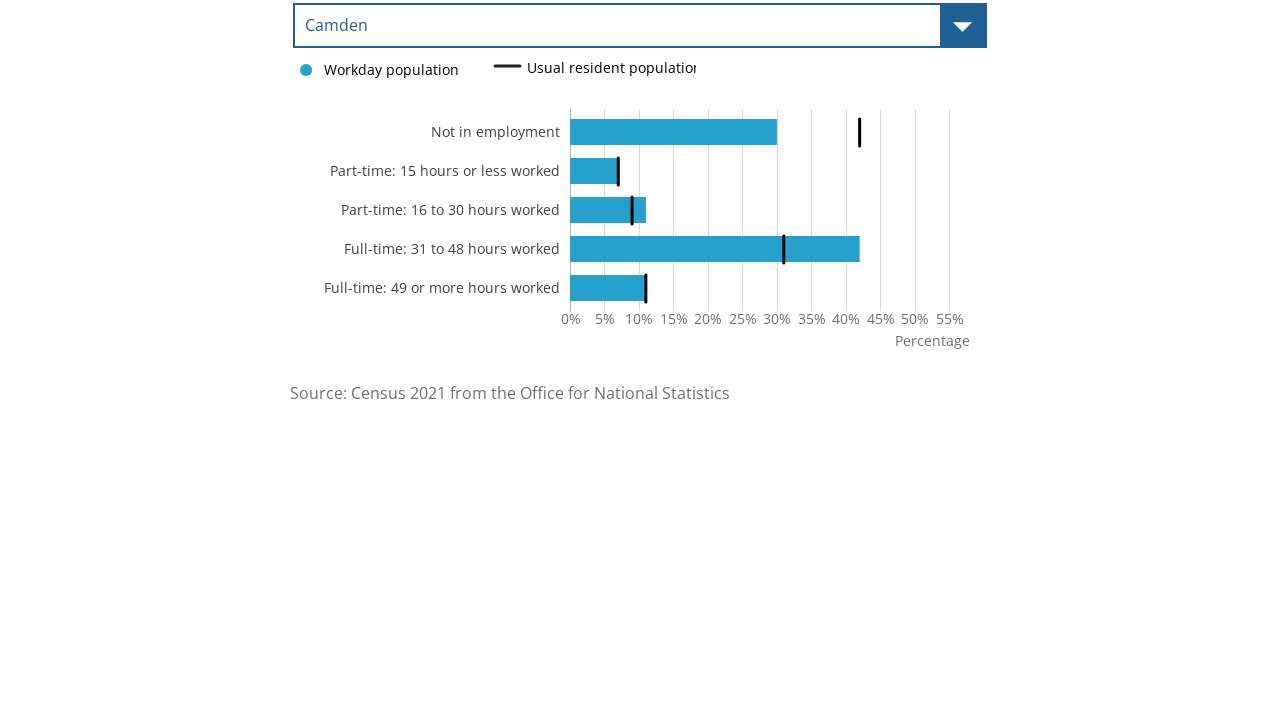 Camden
Workday population
Usual resident population
Not in employment
Part-time: 15 hours or less worked
Part-time: 16 to 30 hours worked
Full-time: 31 to 48 hours worked
Full-time: 49 or more hours worked
0% 5% 10% 15% 20% 25% 30% 35% 40% 45% 50% 55%
Percentage
Source: Census 2021 from the Office for National Statistics